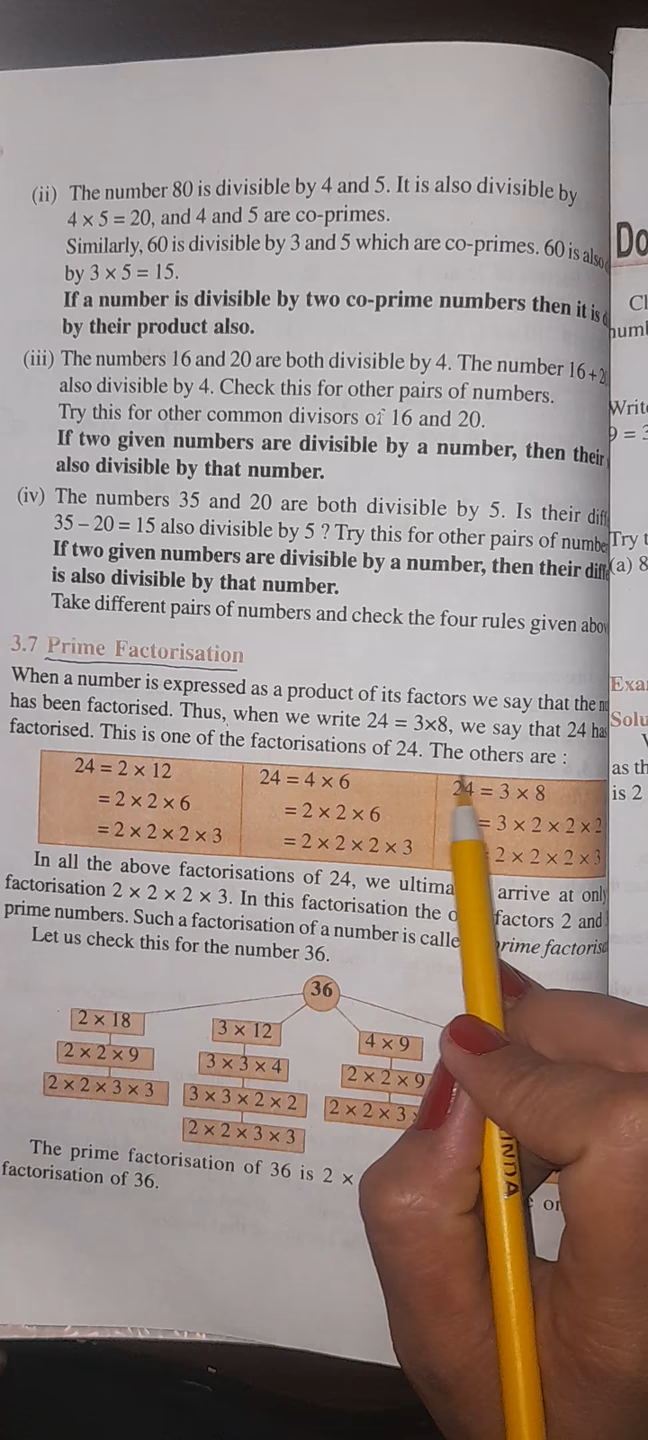 (ii) The number 80 is divisible by 4 and 5. It is also divisible by
4 × 5 = 20, and 4 and 5 are co-primes.
Similarly, 60 is divisible by 3 and 5 which are co-primes. 60 is also
by 3 × 5 = 15.
If a number is divisible by two co-prime numbers then it is
by their product also.
(iii) The numbers 16 and 20 are both divisible by 4. The number 16 +
also divisible by 4. Check this for other pairs of numbers.
Try this for other common divisors of 16 and 20.
If two given numbers are divisible by a number, then their
also divisible by that number.
(iv) The numbers 35 and 20 are both divisible by 5. Is their
35 – 20 = 15 also divisible by 5 ? Try this for other pairs of
If two given numbers are divisible by a number, then their
is also divisible by that number.
Take different pairs of numbers and check the four rules given
3.7 Prime Factorisation
When a number is expressed as a product of its factors we say that the
has been factorised. Thus, when we write 24 = 3×8, we say that 24 has
factorised. This is one of the factorisations of 24. The others are :
24 = 2 × 12
= 2 × 2 × 6
= 2 × 2 × 2 × 3
24 = 4 × 6
= 2 × 2 × 6
= 2 × 2 × 2 × 3
24 = 3 × 8
= 3 × 2 × 2 × 2
2 × 2 × 2 × 3
In all the above factorisations of 24, we arrive at only
factorisation 2 × 2 × 2 × 3. In this factorisation the factors 2 and
prime numbers. Such a factorisation of a number is
Let us check this for the number 36.
36
2 × 18
2 × 2 × 9
2 × 2 × 3 × 3
3 × 12
3 × 3 × 4
3 × 3 × 2 × 2
2 × 2 × 3 × 3
4 × 9
2 × 2 × 9
2 × 2 × 3
The prime factorisation of 36 is 2 ×
factorisation of 36.
Do
Write
9 =
Try
(a) 8
as th
is 2